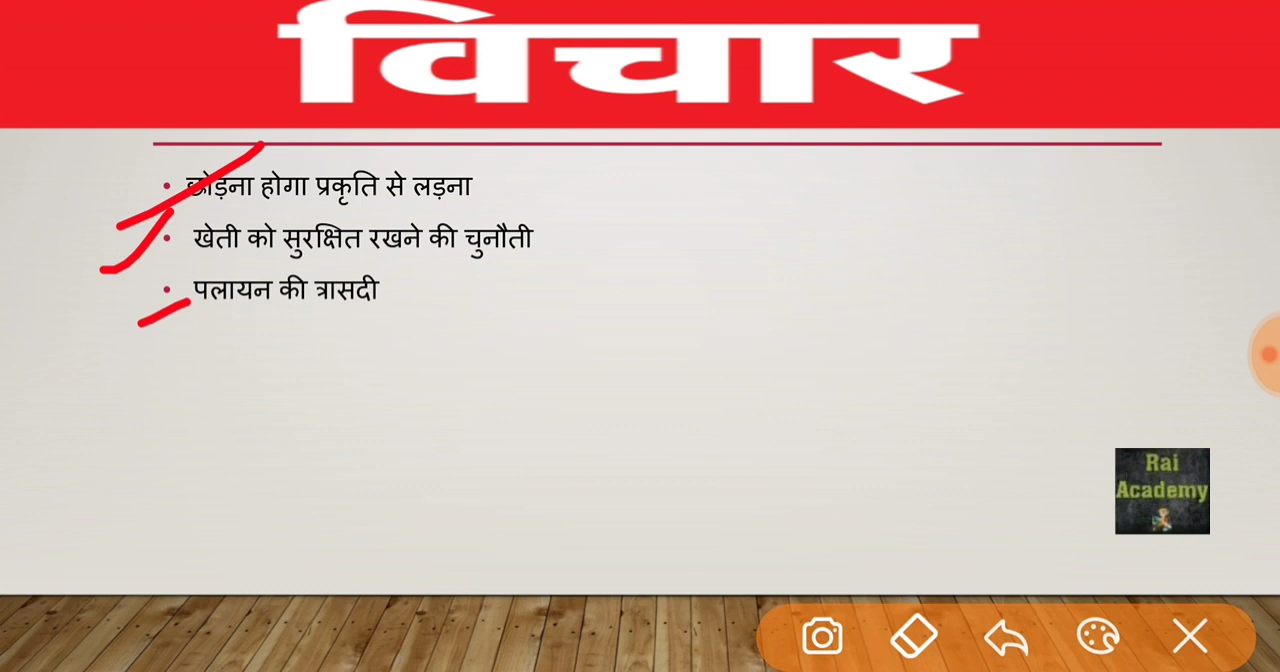 विचार
छोड़ना होगा प्रकृति से लड़ना
खेती को सुरक्षित रखने की चुनौती
पलायन की त्रासदी
Rai
Academy